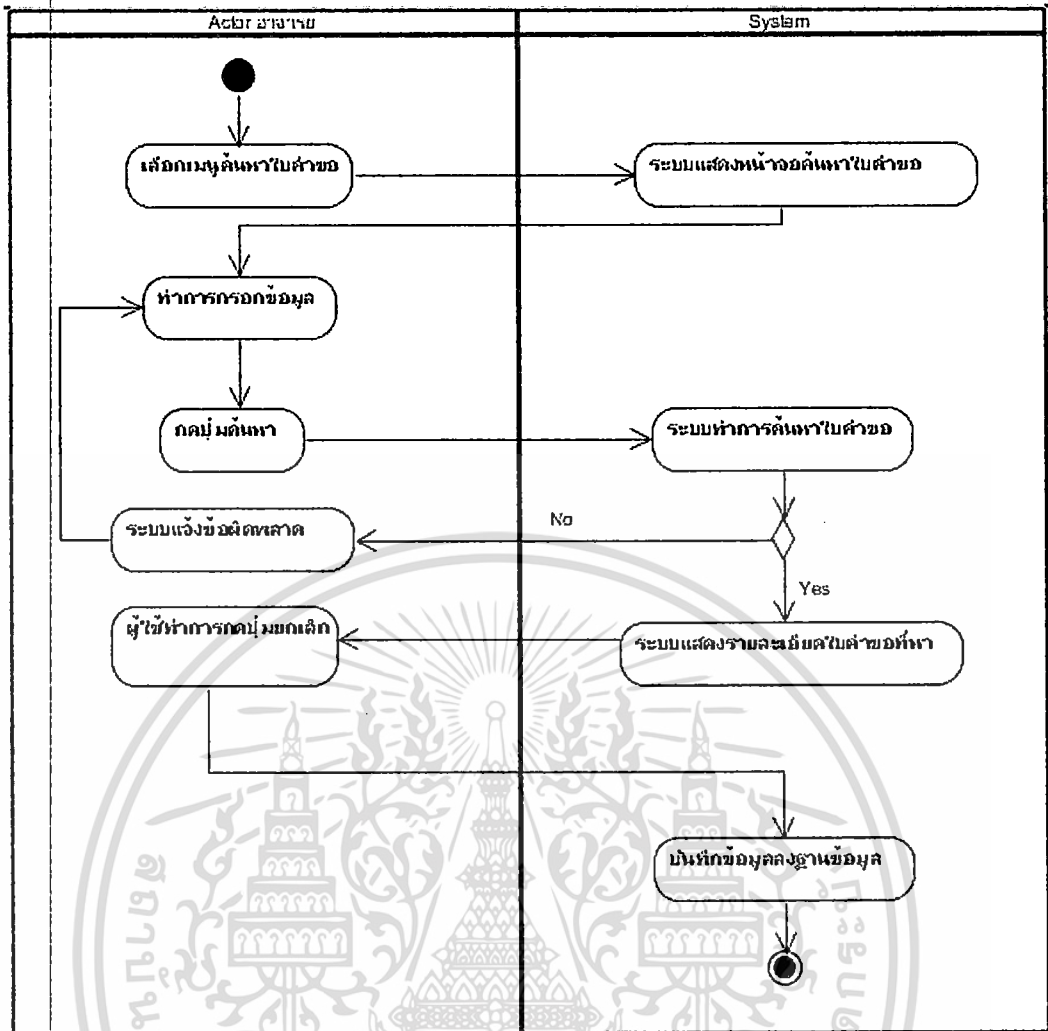 Actor อาจารย์
System
เลือกเมนูค้นหาใบคำขอ
ระบบแสดงหน้าจอค้นหาใบคำขอ
ทำการกรอกข้อมูล
กดปุ่มค้นหา
ระบบทำการค้นหาใบคำขอ
No
ระบบแจ้งข้อผิดพลาด
Yes
ผู้ใช้ทำการกดปุ่มยกเลิก
ระบบแสดงรายละเอียดใบคำขอที่หา
บันทึกข้อมูลลงฐานข้อมูล